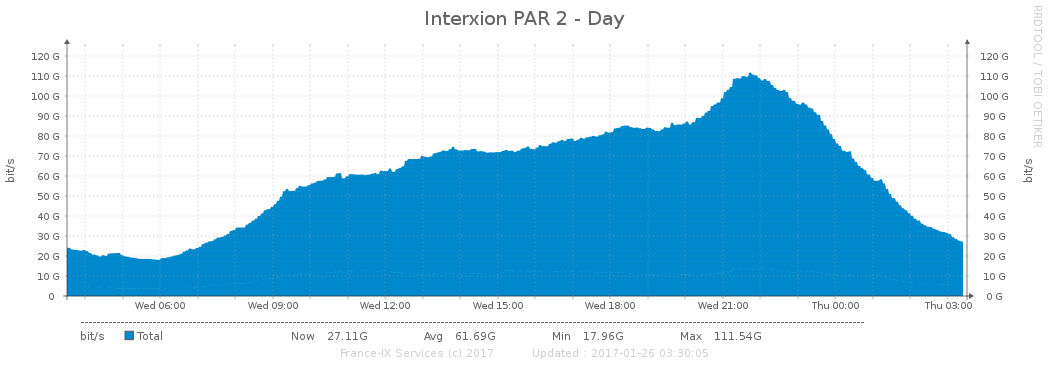 Interxion PAR 2 - Day
RRDTOOL / TOBI OETIKER
bit/s
120 G 120 G
110 G 110 G
100 G 100 G
90 G 90 G
80 G 80 G
70 G 70 G
60 G 60 G
50 G 50 G
40 G 40 G
30 G 30 G
20 G 20 G
10 G 10 G
0 0 G
bit/s
Wed 06:00 Wed 09:00 Wed 12:00 Wed 15:00 Wed 18:00 Wed 21:00 Thu 00:00 Thu 03:00
bit/s Total Now 27.11G Avg 61.69G Min 17.96G Max 111.54G
France-IX Services (c) 2017 Updated : 2017-01-26 03:30:05